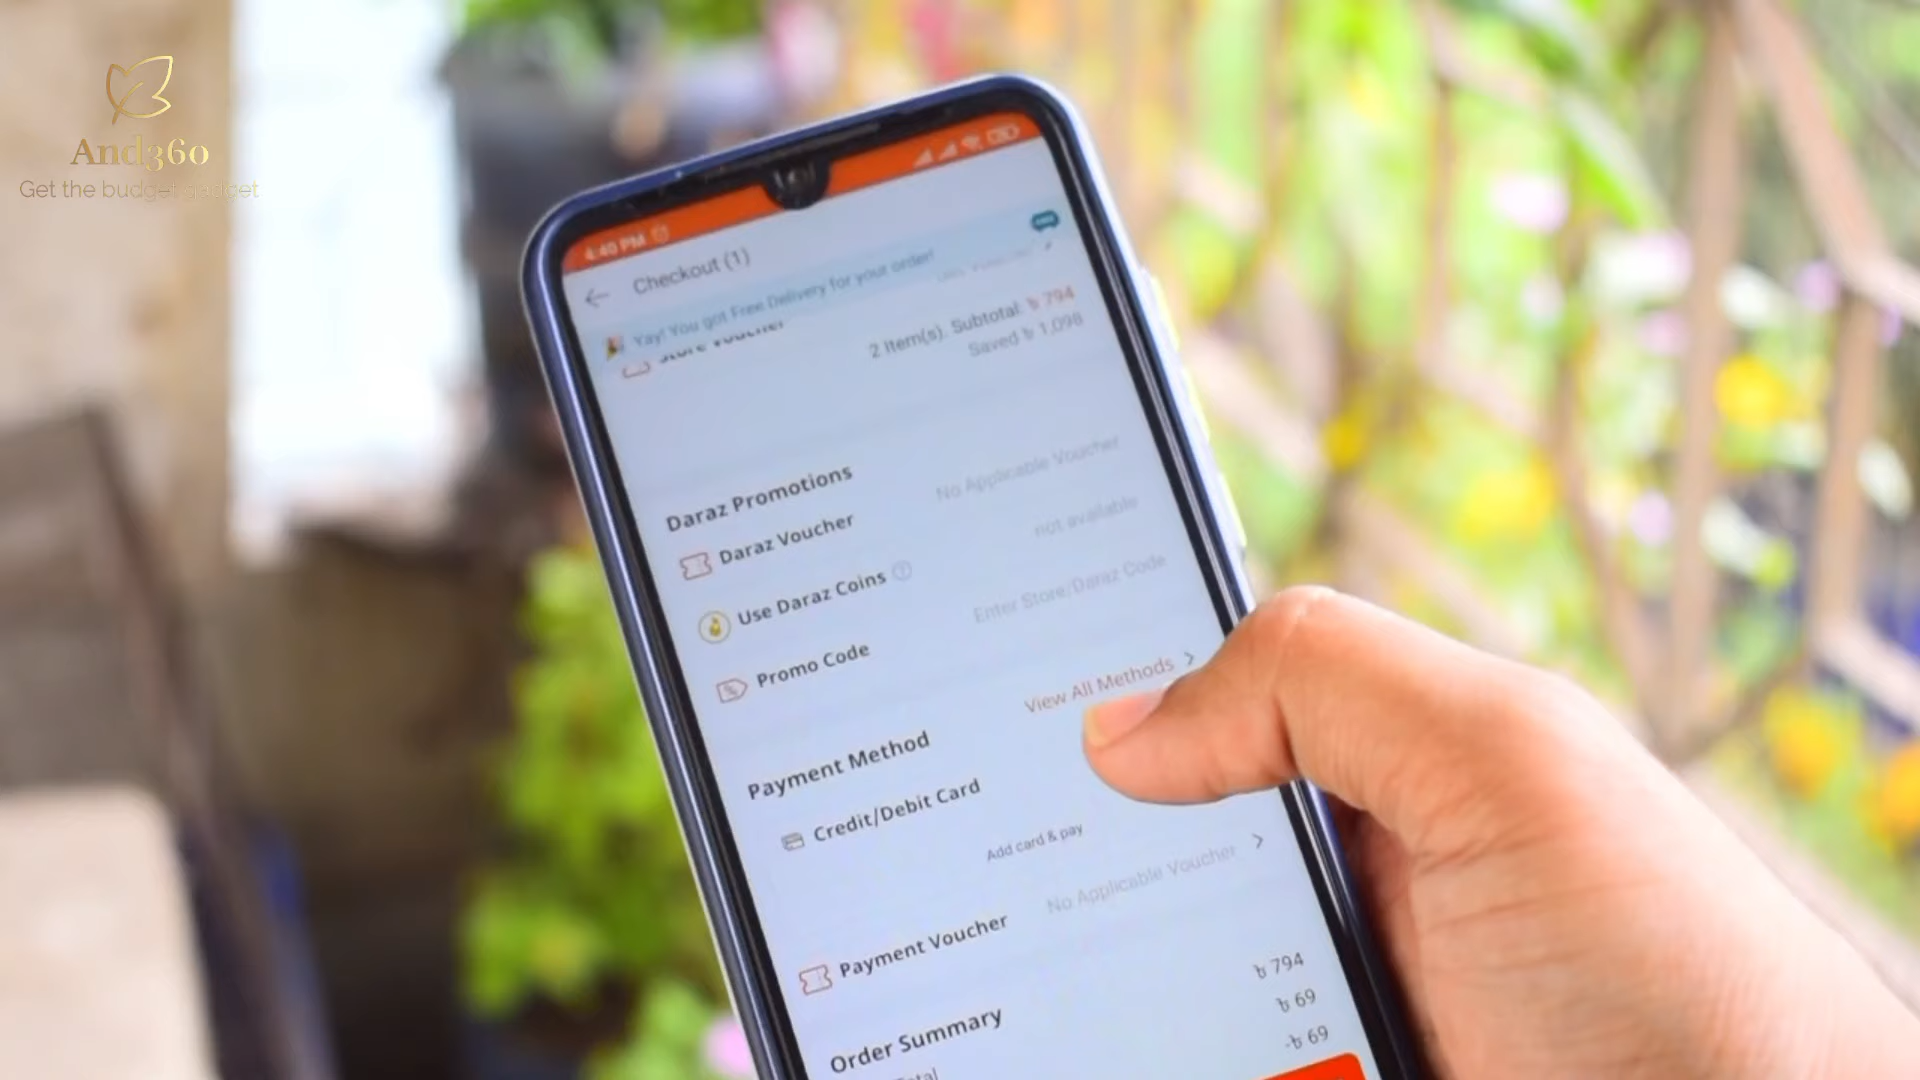 And360
Get the budget gadget
4:40 PM
Checkout (1)
Yay! You got Free Delivery for your order!
Store Voucher
2 Item(s). Subtotal: ৳ 794
Saved ৳ 1,098
Daraz Promotions
Daraz Voucher No Applicable Voucher
Use Daraz Coins not available
Promo Code Enter Store/Daraz Code
Payment Method View All Methods
Credit/Debit Card
Add card & pay
Payment Voucher No Applicable Voucher
Order Summary
৳ 794
৳ 69
-৳ 69